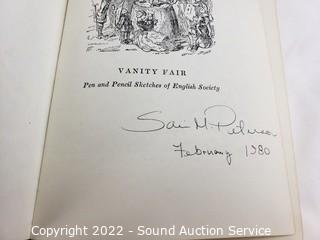 VANITY FAIR
Pen and Pencil Sketches of English Society
M.
February 1980
Copyright 2022 - Sound Auction Service